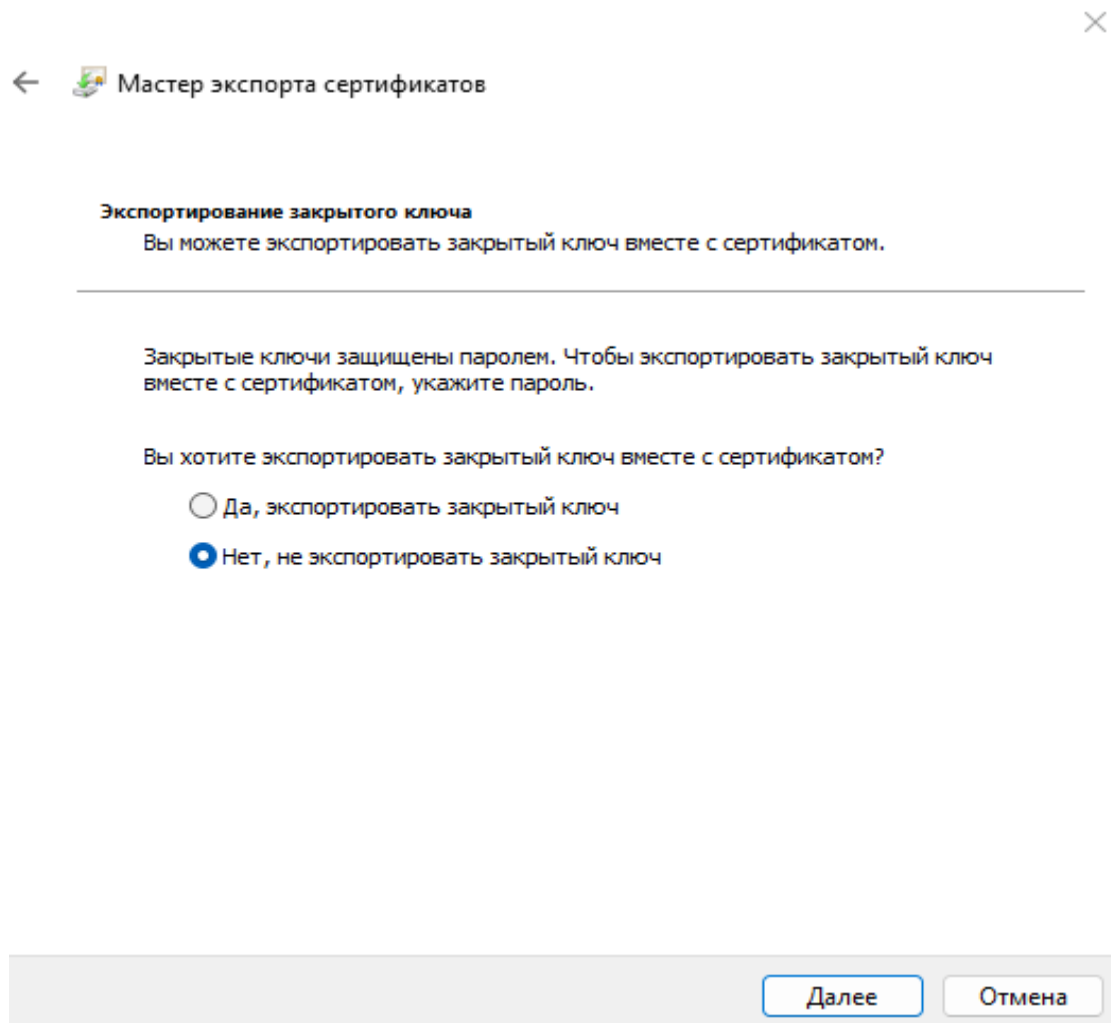 Мастер экспорта сертификатов
Экспортирование закрытого ключа
Вы можете экспортировать закрытый ключ вместе с сертификатом.
Закрытые ключи защищены паролем. Чтобы экспортировать закрытый ключ
вместе с сертификатом, укажите пароль.
Вы хотите экспортировать закрытый ключ вместе с сертификатом?
Да, экспортировать закрытый ключ
Нет, не экспортировать закрытый ключ
Далее
Отмена